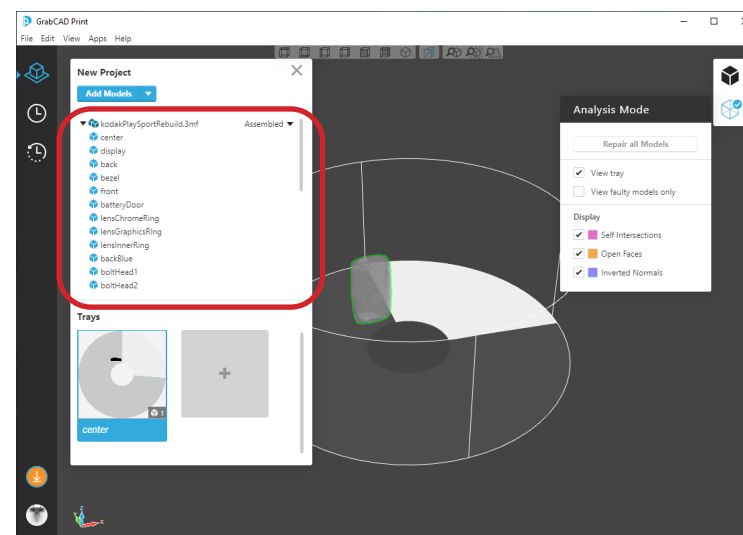 GrabCAD Print
File Edit View Apps Help
New Project
Add Models
kodakPlaySportRebuild.3mf Assembled
center
display
back
bezel
front
batteryDoor
lensChromeRing
lensGraphicsRIng
lensInnerRing
backBlue
boltHead1
boltHead2
Trays
1
center
Analysis Mode
Repair all Models
View tray
View faulty models only
Display
Self Intersections
Open Faces
Inverted Normals
Z
X